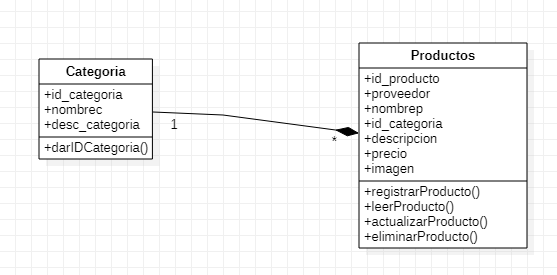 Categoria
+id_categoria
+nombrec
+desc_categoria
+darIDCategoria()
1
*
Productos
+id_producto
+proveedor
+nombrep
+id_categoria
+descripcion
+precio
+imagen
+registrarProducto()
+leerProducto()
+actualizarProducto()
+eliminarProducto()